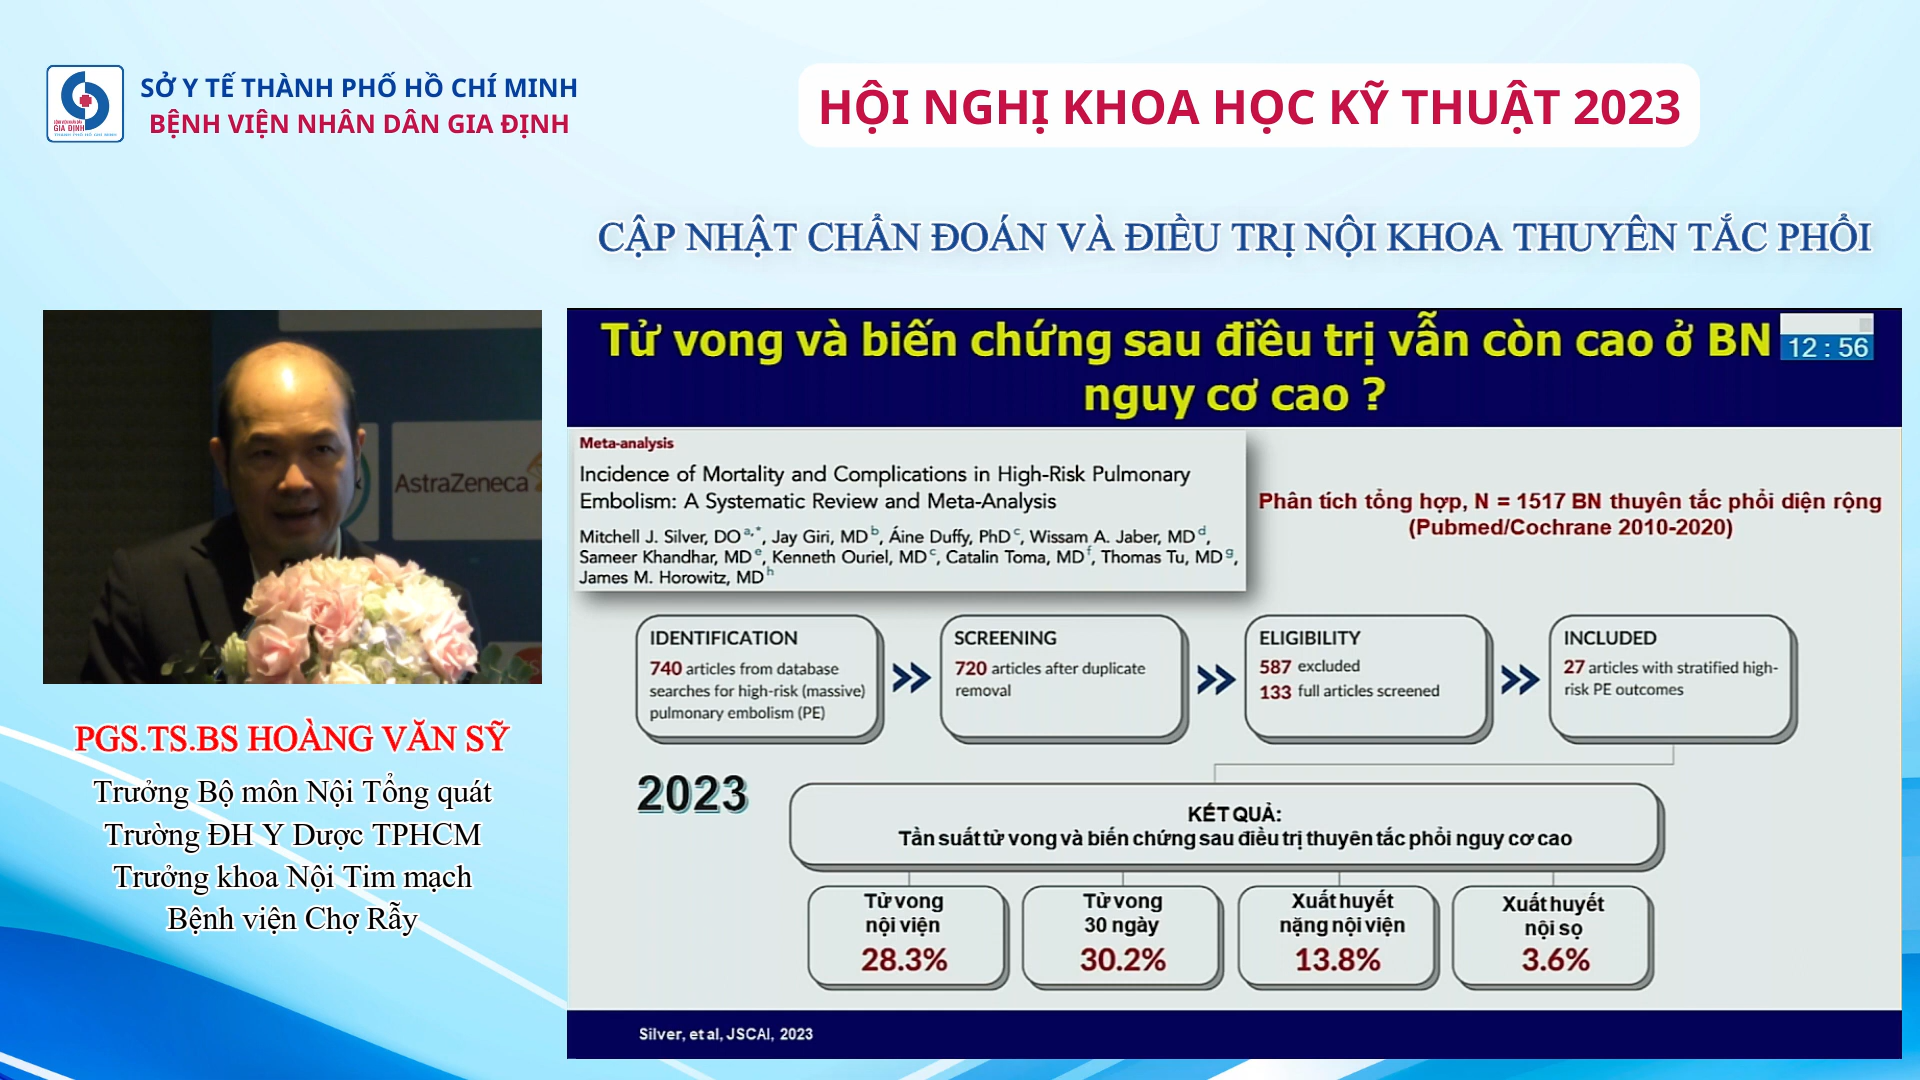 SỞ Y TẾ THÀNH PHỐ HỒ CHÍ MINH
BỆNH VIỆN NHÂN DÂN GIA ĐỊNH
GIA ĐỊNH
HỘI NGHỊ KHOA HỌC KỸ THUẬT 2023
CẬP NHẬT CHẨN ĐOÁN VÀ ĐIỀU TRỊ NỘI KHOA THUYÊN TẮC PHỔI
AstraZeneca
PGS.TS.BS HOÀNG VĂN SỸ
Trưởng Bộ môn Nội Tổng quát
Trường ĐH Y Dược TPHCM
Trưởng khoa Nội Tim mạch
Bệnh viện Chợ Rẫy
Tử vong và biến chứng sau điều trị vẫn còn cao ở BN
nguy cơ cao ?
12 : 56
Meta-analysis
Incidence of Mortality and Complications in High-Risk Pulmonary
Embolism: A Systematic Review and Meta-Analysis
Mitchell J. Silver, DO a,*, Jay Giri, MD b, Áine Duffy, PhD c, Wissam A. Jaber, MD d,
Sameer Khandhar, MD e, Kenneth Ouriel, MD c, Catalin Toma, MD f, Thomas Tu, MD g,
James M. Horowitz, MD h
Phân tích tổng hợp, N = 1517 BN thuyên tắc phổi diện rộng
(Pubmed/Cochrane 2010-2020)
IDENTIFICATION
740 articles from database
searches for high-risk (massive)
pulmonary embolism (PE)
SCREENING
720 articles after duplicate
removal
ELIGIBILITY
587 excluded
133 full articles screened
INCLUDED
27 articles with stratified high-
risk PE outcomes
2023
KẾT QUẢ:
Tần suất tử vong và biến chứng sau điều trị thuyên tắc phổi nguy cơ cao
Tử vong
nội viện
28.3%
Tử vong
30 ngày
30.2%
Xuất huyết
nặng nội viện
13.8%
Xuất huyết
nội sọ
3.6%
Silver, et al, JSCAI, 2023